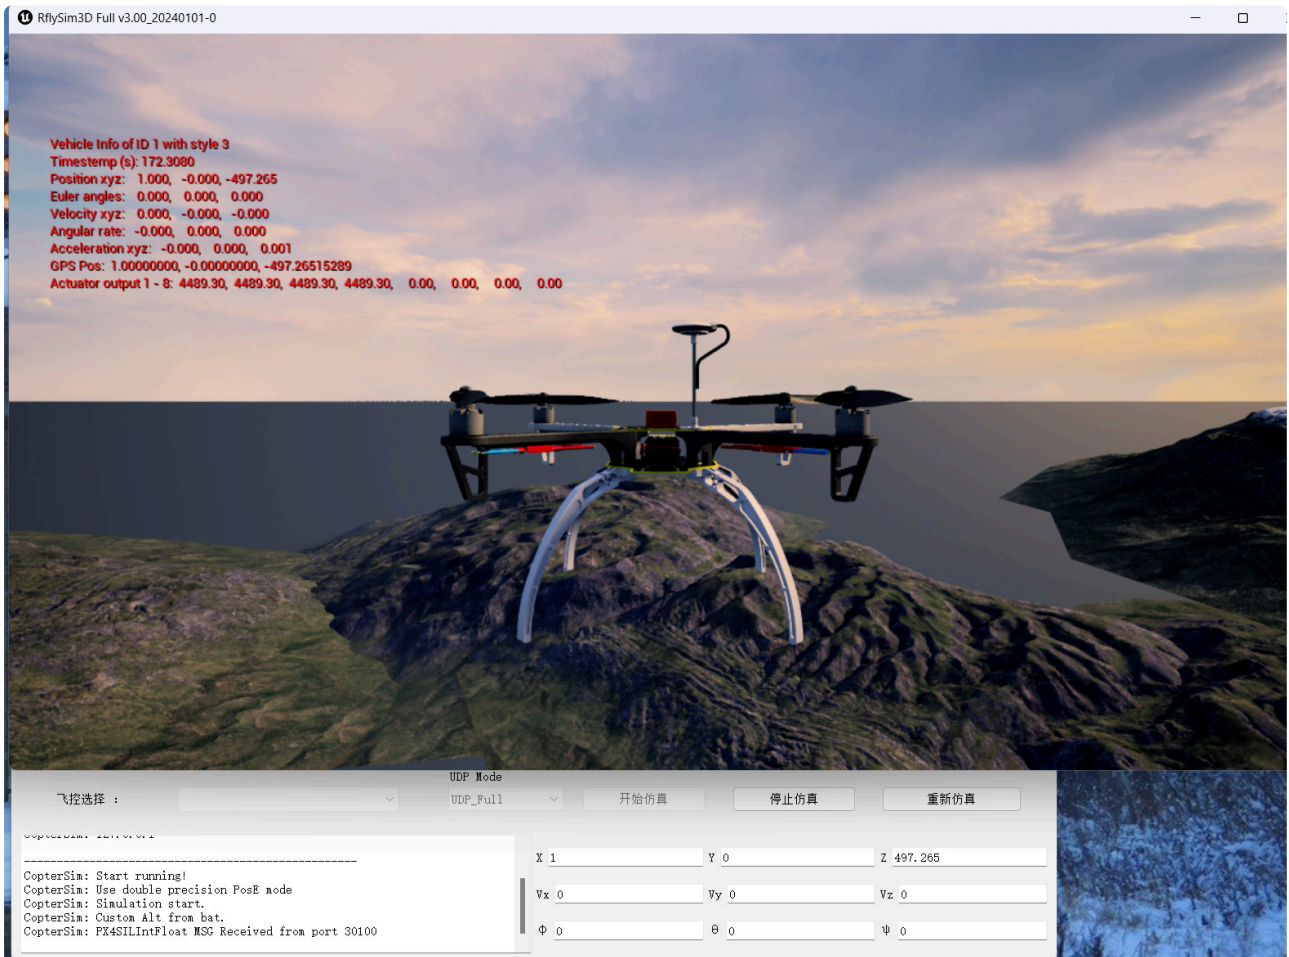 RflySim3D Full v3.00_20240101-0
Vehicle Info of ID 1 with style 3
Timestemp (s): 172.3080
Position xyz: 1.000, -0.000, -497.265
Euler angles: 0.000, 0.000, 0.000
Velocity xyz: 0.000, -0.000, -0.000
Angular rate: -0.000, 0.000, 0.000
Acceleration xyz: -0.000, 0.000, 0.001
GPS Pos: 1.00000000, -0.00000000, -497.26515289
Actuator output 1 - 8: 4489.30, 4489.30, 4489.30, 4489.30, 0.00, 0.00, 0.00, 0.00
UDP Mode
飞控选择 : UDP_Full 开始仿真 停止仿真 重新仿真
CopterSim: 127.0.0.1
CopterSim: Start running!
CopterSim: Use double precision PosE mode
CopterSim: Simulation start.
CopterSim: Custom Alt from bat.
CopterSim: PX4SILIntFloat MSG Received from port 30100
X 1 Y 0 Z 497.265
Vx 0 Vy 0 Vz 0
Φ 0 θ 0 ψ 0